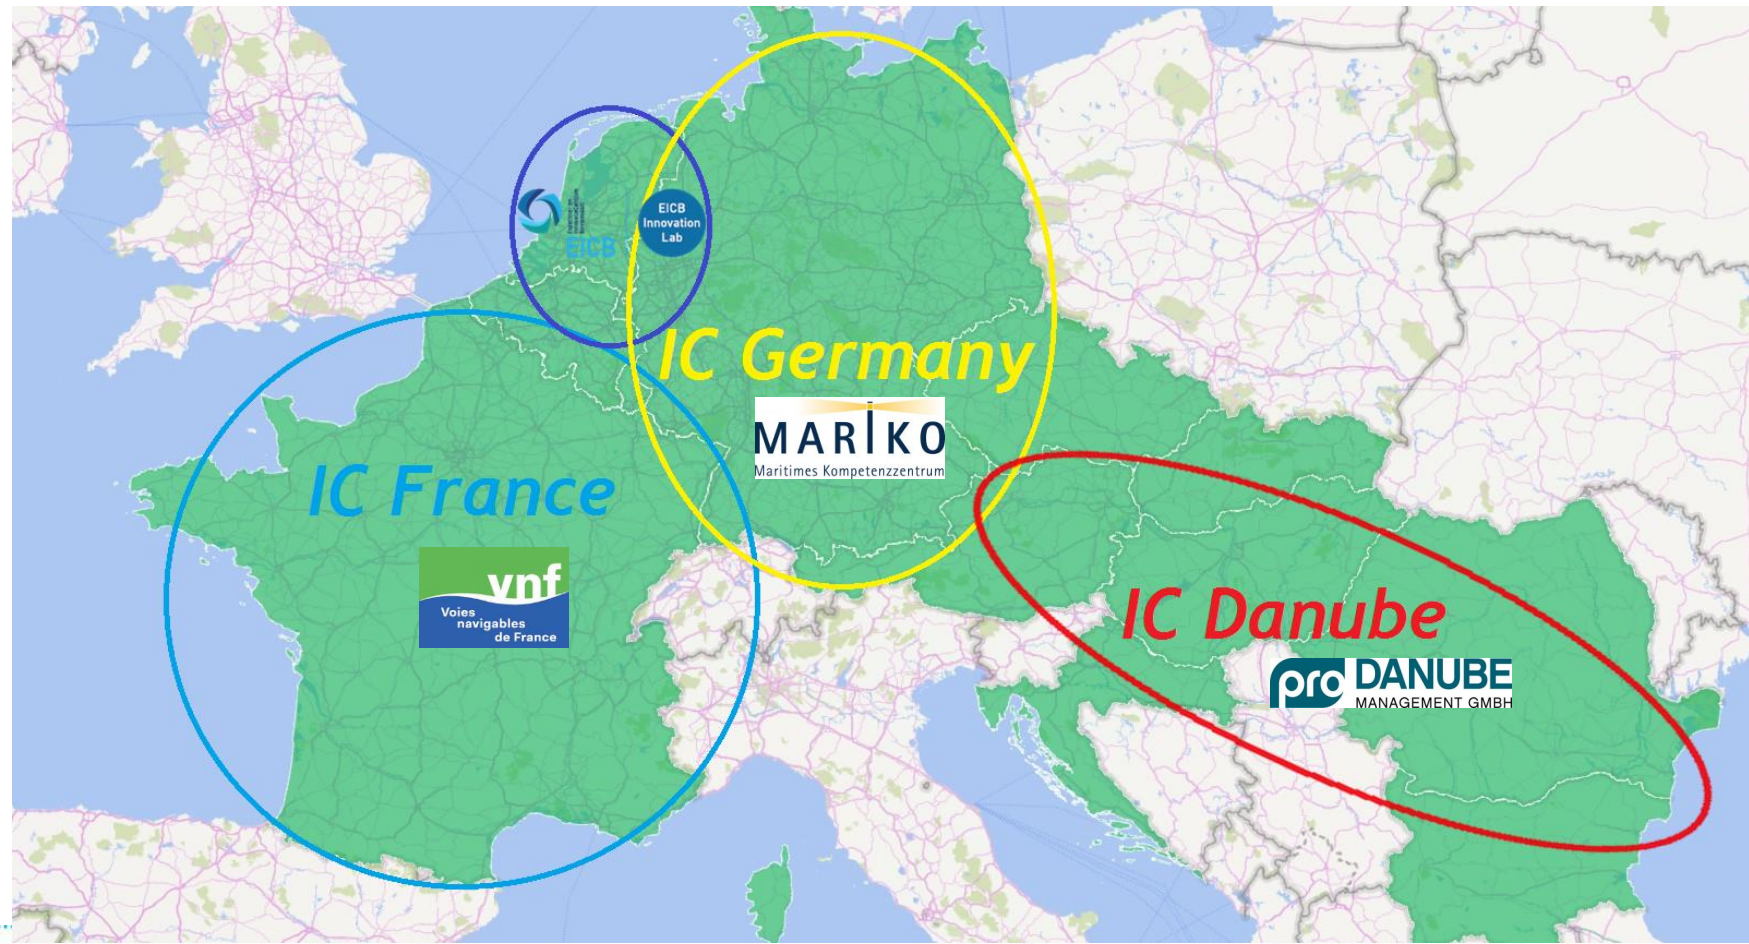 EICB
EICB
Innovation
Lab
IC Germany
MARIKO
Maritimes Kompetenzzentrum
IC France
vnf
Voies
navigables
de France
IC Danube
pro DANUBE
MANAGEMENT GMBH